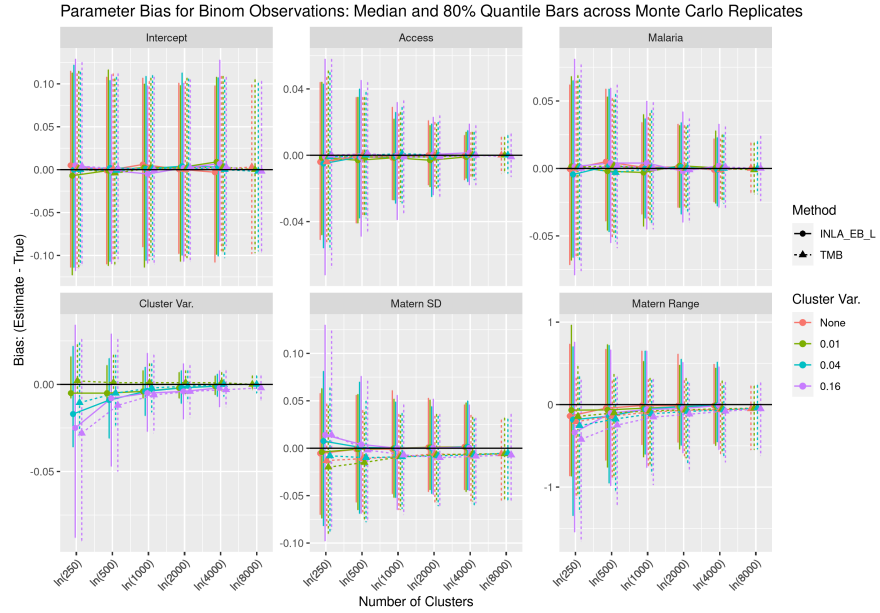 Parameter Bias for Binom Observations: Median and 80% Quantile Bars across Monte Carlo Replicates
Intercept
Access
Malaria
0.10
0.05
0.00
-0.05
-0.10
0.04
0.00
-0.04
0.05
0.00
-0.05
Bias: (Estimate - True)
Cluster Var.
Matern SD
Matern Range
0.00
-0.05
0.10
0.05
0.00
-0.05
-0.10
1
0
-1
ln(250)
ln(500)
ln(1000)
ln(2000)
ln(4000)
ln(8000)
ln(250)
ln(500)
ln(1000)
ln(2000)
ln(4000)
ln(8000)
ln(250)
ln(500)
ln(1000)
ln(2000)
ln(4000)
ln(8000)
Number of Clusters
Method
INLA_EB_L
TMB
Cluster Var.
None
0.01
0.04
0.16